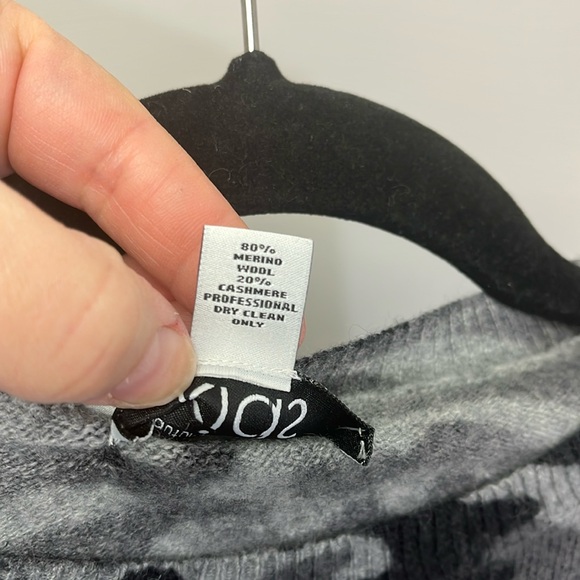 80%
MERINO
WOOL
20%
CASHMERE
PROFESSIONAL
DRY CLEAN
ONLY